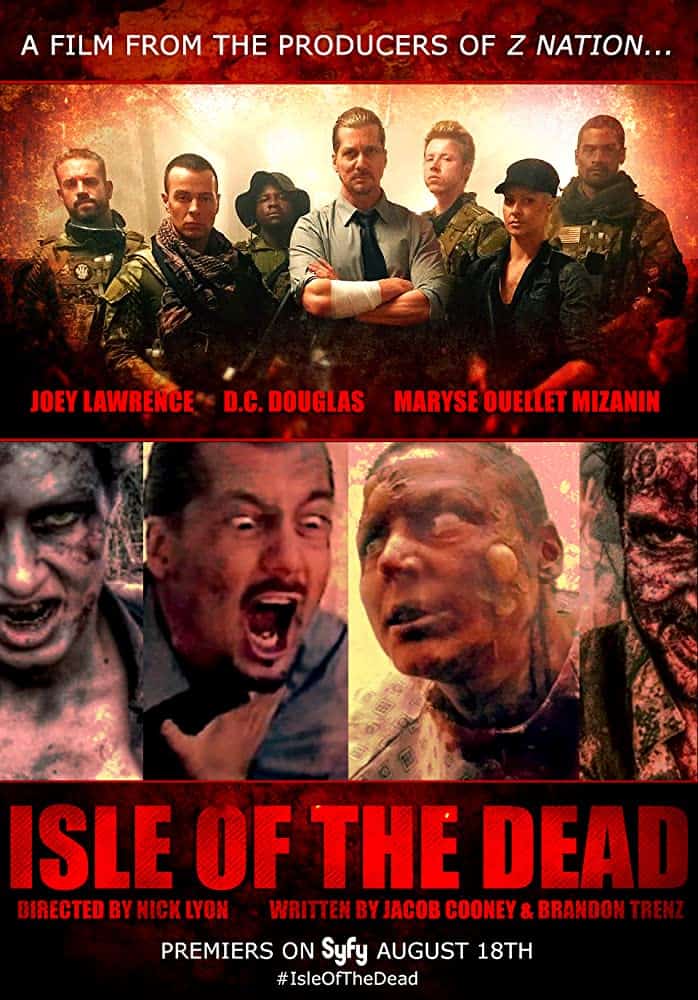 A FILM FROM THE PRODUCERS OF Z NATION...
JOEY LAWRENCE D.C. DOUGLAS MARYSE OUELLET MIZANIN
ISLE OF THE DEAD
DIRECTED BY NICK LYON WRITTEN BY JACOB COONEY & BRANDON TRENZ
PREMIERS ON Syfy AUGUST 18TH
#IsleOfTheDead